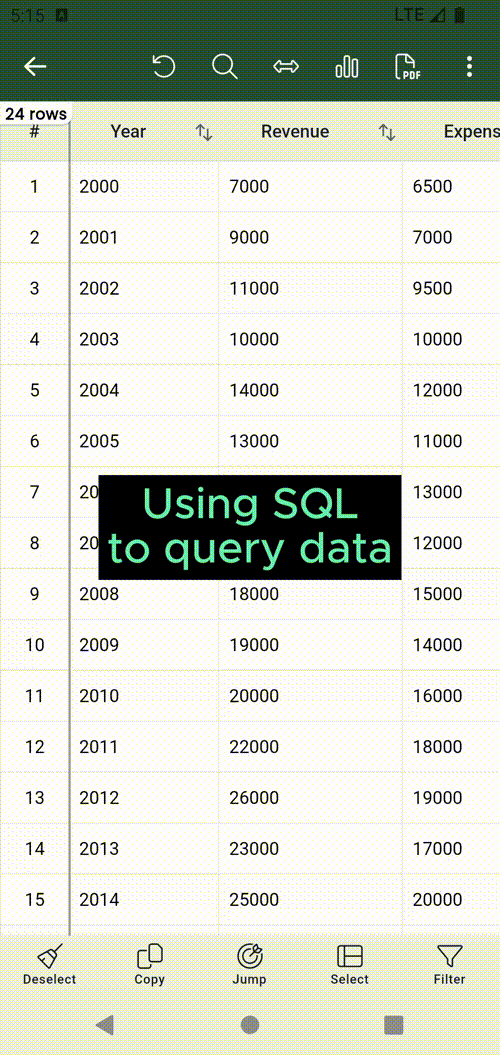 5:15 A LTE
PDF
24 rows
# Year Revenue Expens
1 2000 7000 6500
2 2001 9000 7000
3 2002 11000 9500
4 2003 10000 10000
5 2004 14000 12000
6 2005 13000 11000
7 20 13000
Using SQL
to query data
8 20 12000
9 2008 18000 15000
10 2009 19000 14000
11 2010 20000 16000
12 2011 22000 18000
13 2012 26000 19000
14 2013 23000 17000
15 2014 25000 20000
Deselect Copy Jump Select Filter